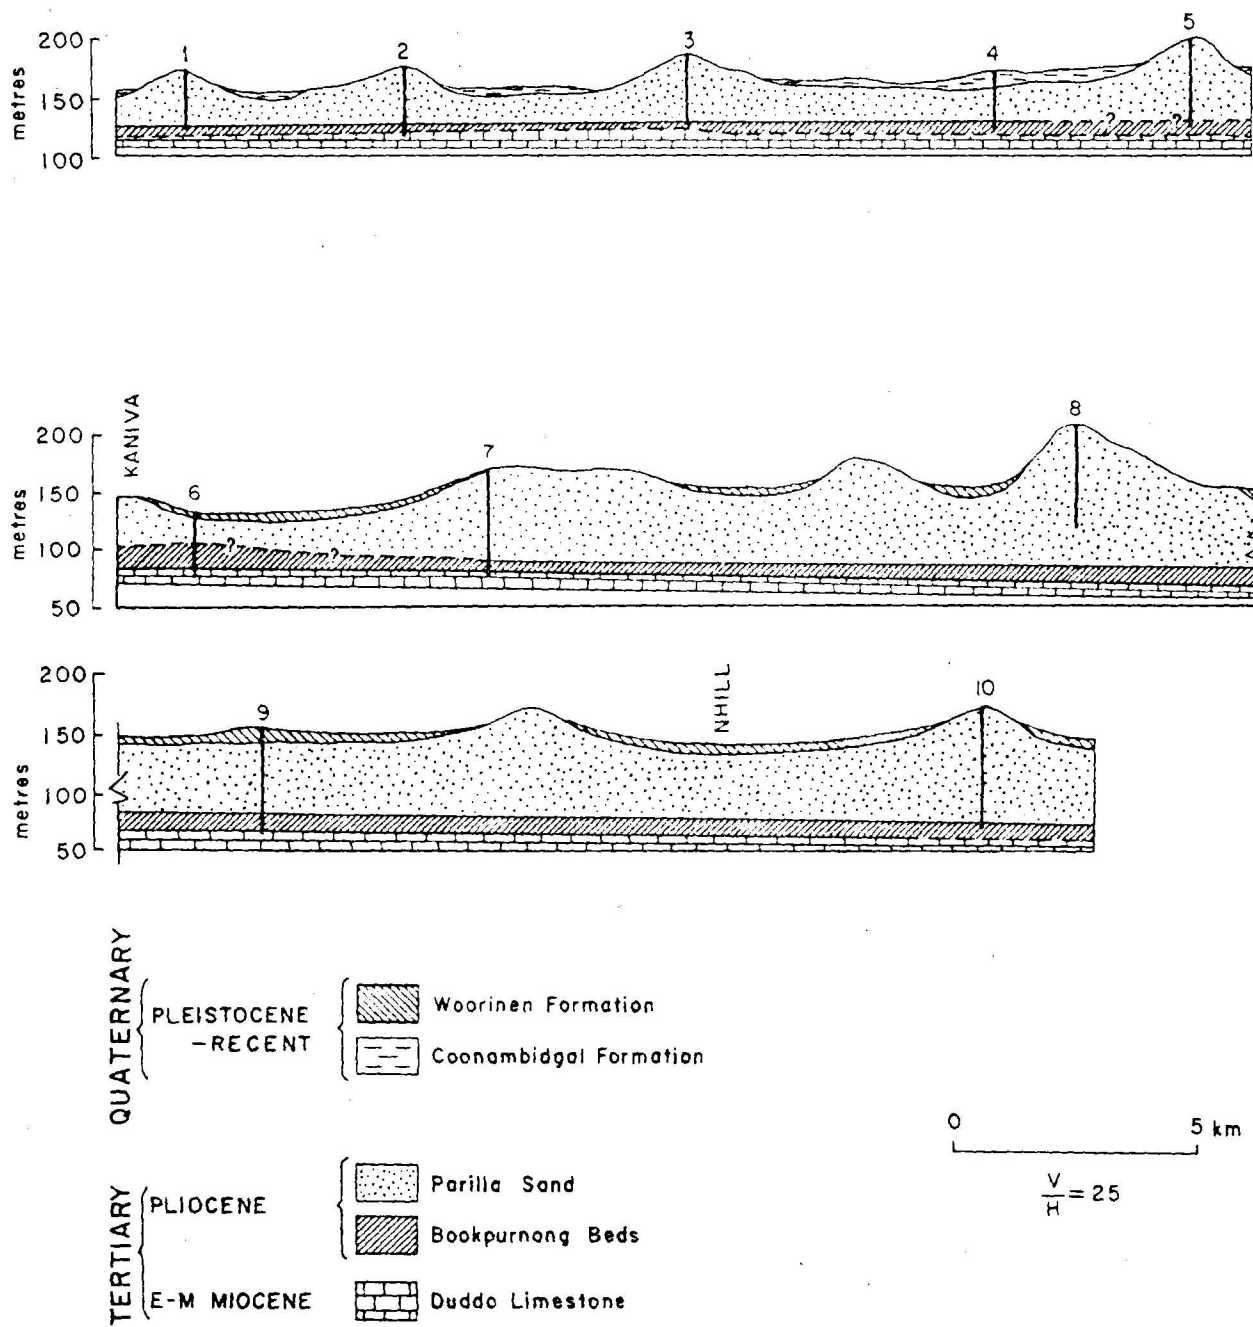 200
150
100
metres
1
2
3
4
5
?
?
KANIVA
200
150
100
50
metres
6
7
8
?
?
200
150
100
50
metres
9
NHILL
10
QUATERNARY
PLEISTOCENE
-RECENT
Woorinen Formation
Coonambidgal Formation
0
5 km
V
H = 25
TERTIARY
PLIOCENE
Parilla Sand
Bookpurnong Beds
E-M MIOCENE
Duddo Limestone